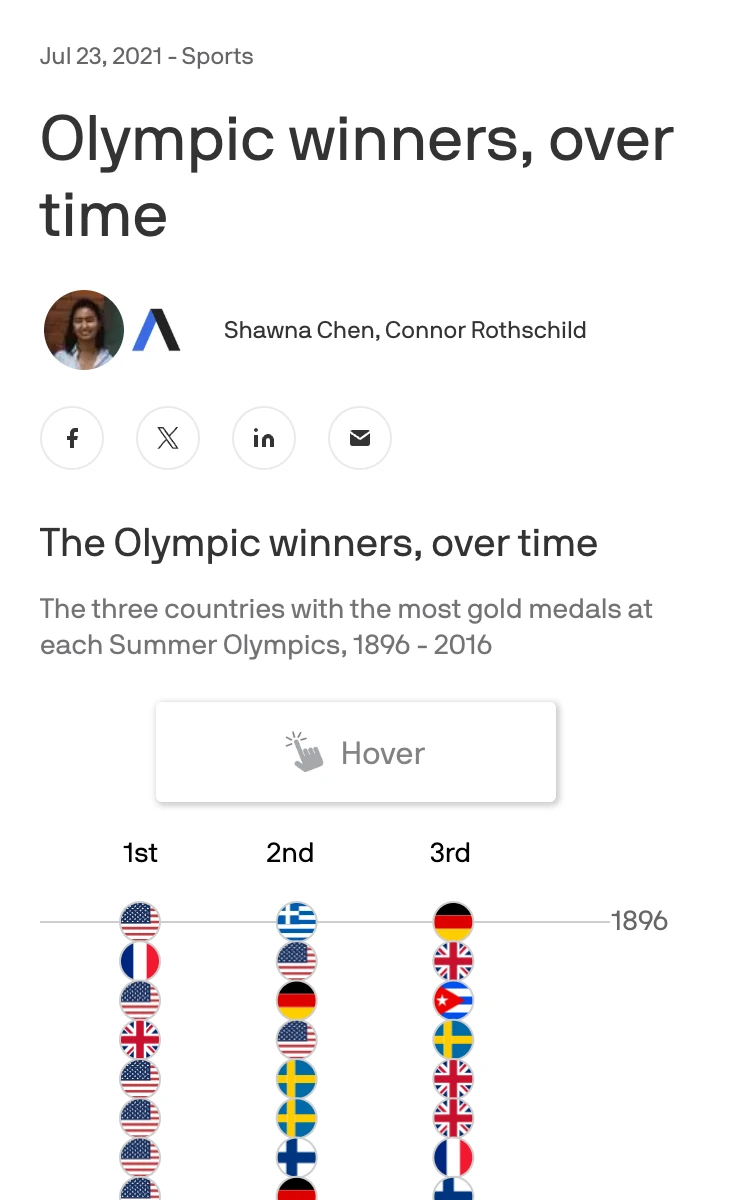 Jul 23, 2021 - Sports
Olympic winners, over
time
Shawna Chen, Connor Rothschild
The Olympic winners, over time
The three countries with the most gold medals at
each Summer Olympics, 1896 - 2016
Hover
1st 2nd 3rd
1896